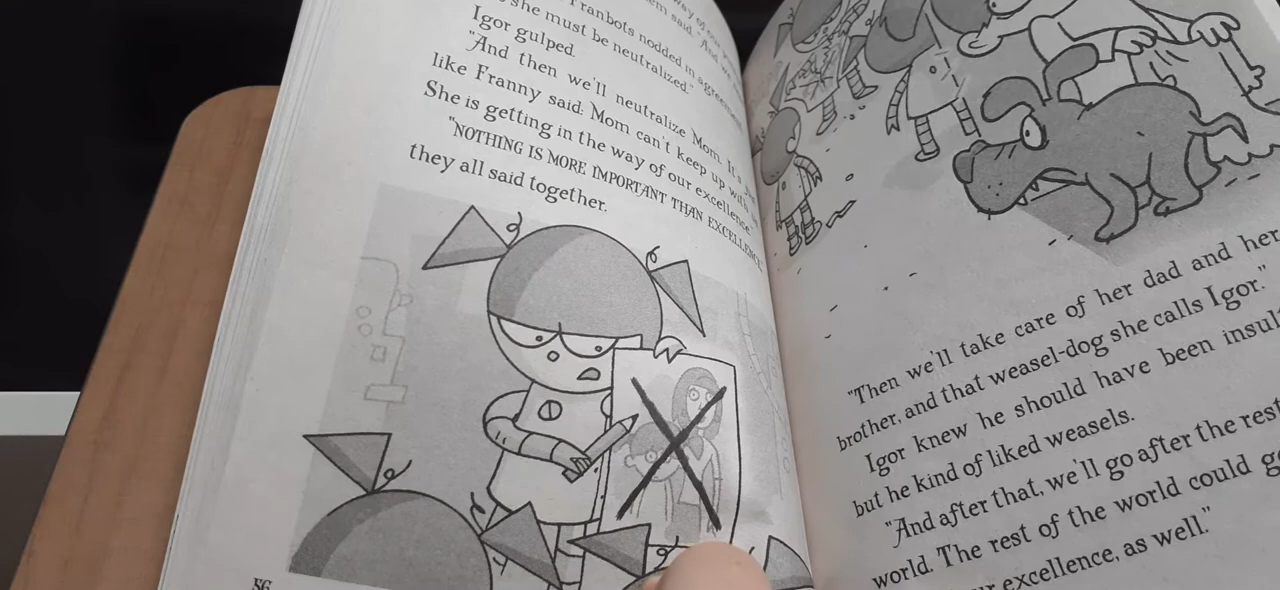 way of our
Franbots nodded in agreement.
she must be neutralized."
Igor gulped.
"And then we'll neutralize Mom. It's
like Franny said: Mom can't keep up with
She is getting in the way of our excellence."
"NOTHING IS MORE IMPORTANT THAN EXCELLENCE,"
they all said together.
56
"Then we'll take care of her dad and her
brother, and that weasel-dog she calls Igor."
Igor knew he should have been
but he kind of liked weasels.
"And after that, we'll go after the rest
world. The rest of the world could
excellence, as well."